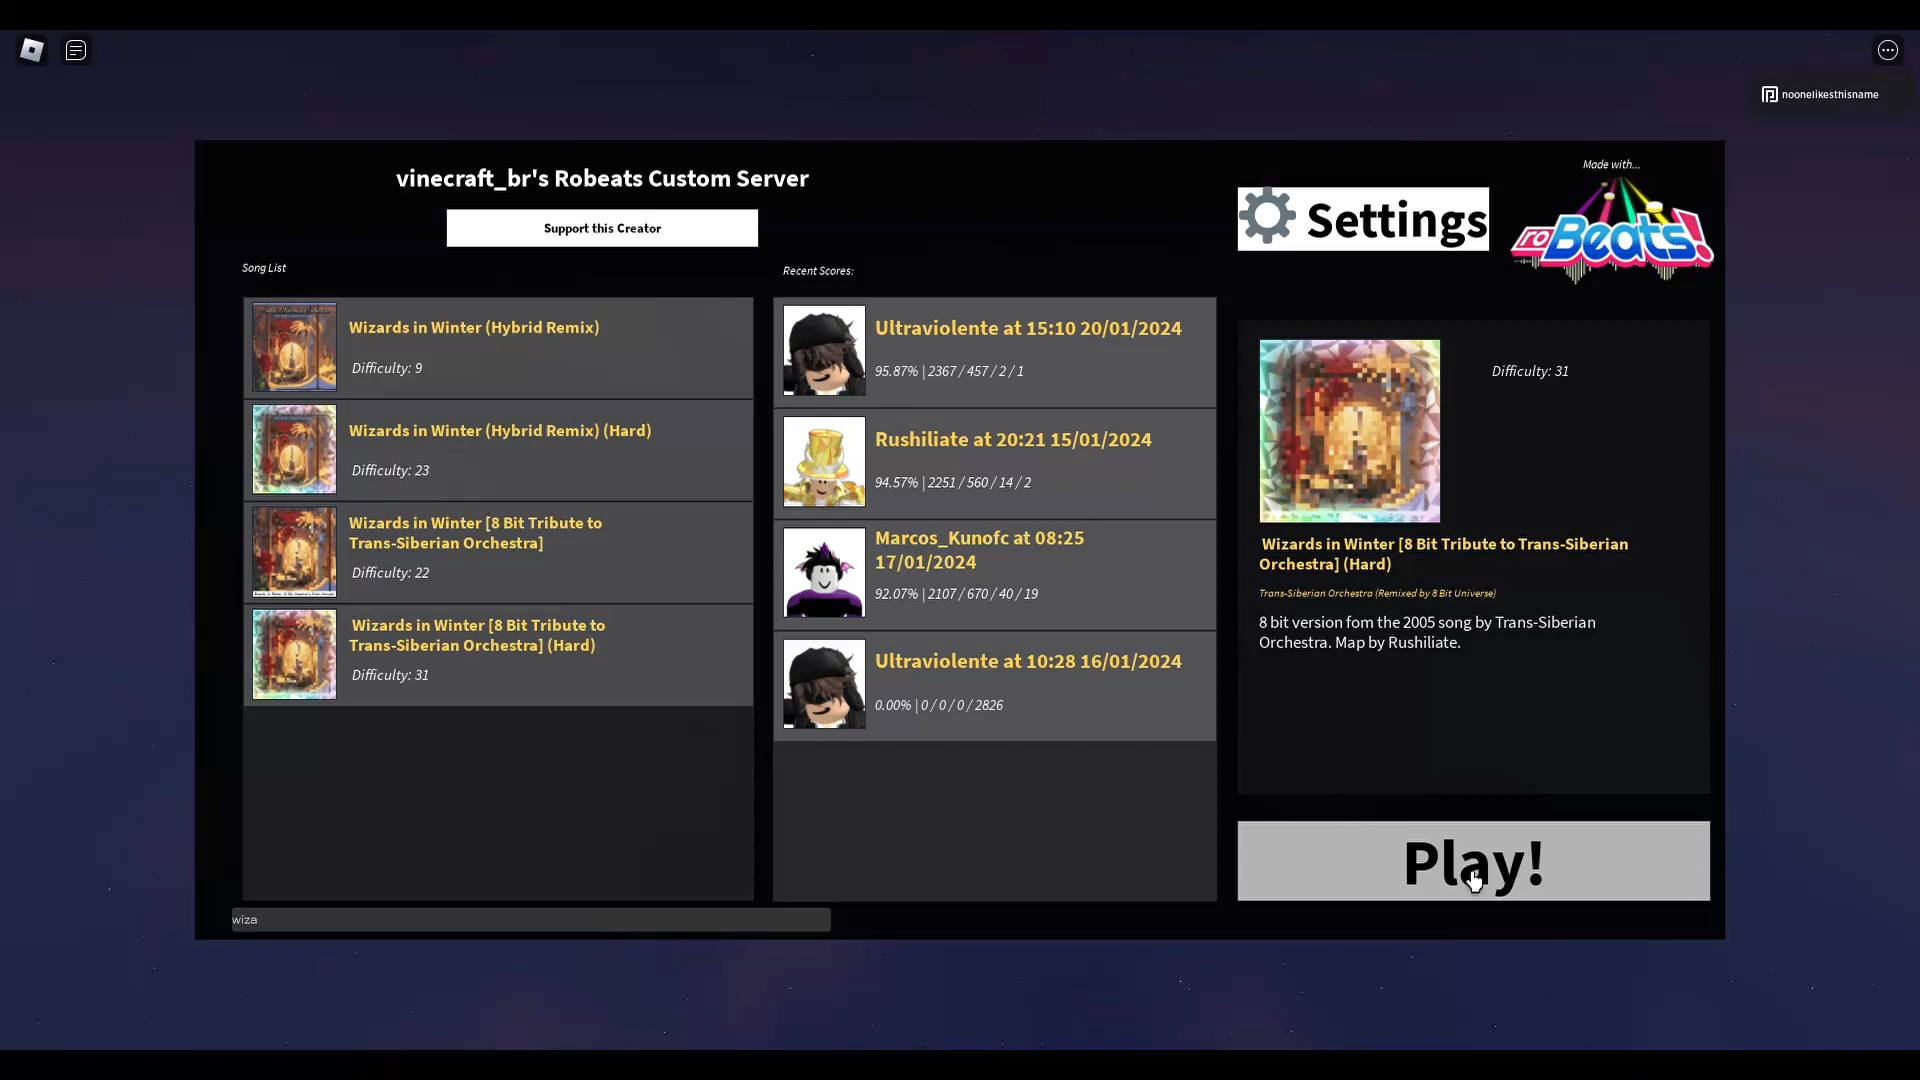 noonelikesthisname
vinecraft_br's Robeats Custom Server
Support this Creator
Settings
Made with...
roBeats!
Song List
Wizards in Winter (Hybrid Remix)
Difficulty: 9
Wizards in Winter (Hybrid Remix) (Hard)
Difficulty: 23
Wizards in Winter [8 Bit Tribute to
Trans-Siberian Orchestra]
Difficulty: 22
Wizards in Winter [8 Bit Tribute to
Trans-Siberian Orchestra] (Hard)
Difficulty: 31
wiza
Recent Scores:
Ultraviolente at 15:10 20/01/2024
95.87% | 2367 / 457 / 2 / 1
Rushiliate at 20:21 15/01/2024
94.57% | 2251 / 560 / 14 / 2
Marcos_Kunofc at 08:25
17/01/2024
92.07% | 2107 / 670 / 40 / 19
Ultraviolente at 10:28 16/01/2024
0.00% | 0 / 0 / 0 / 2826
Difficulty: 31
Wizards in Winter [8 Bit Tribute to Trans-Siberian
Orchestra] (Hard)
Trans-Siberian Orchestra (Remixed by 8 Bit Universe)
8 bit version fom the 2005 song by Trans-Siberian
Orchestra. Map by Rushiliate.
Play!